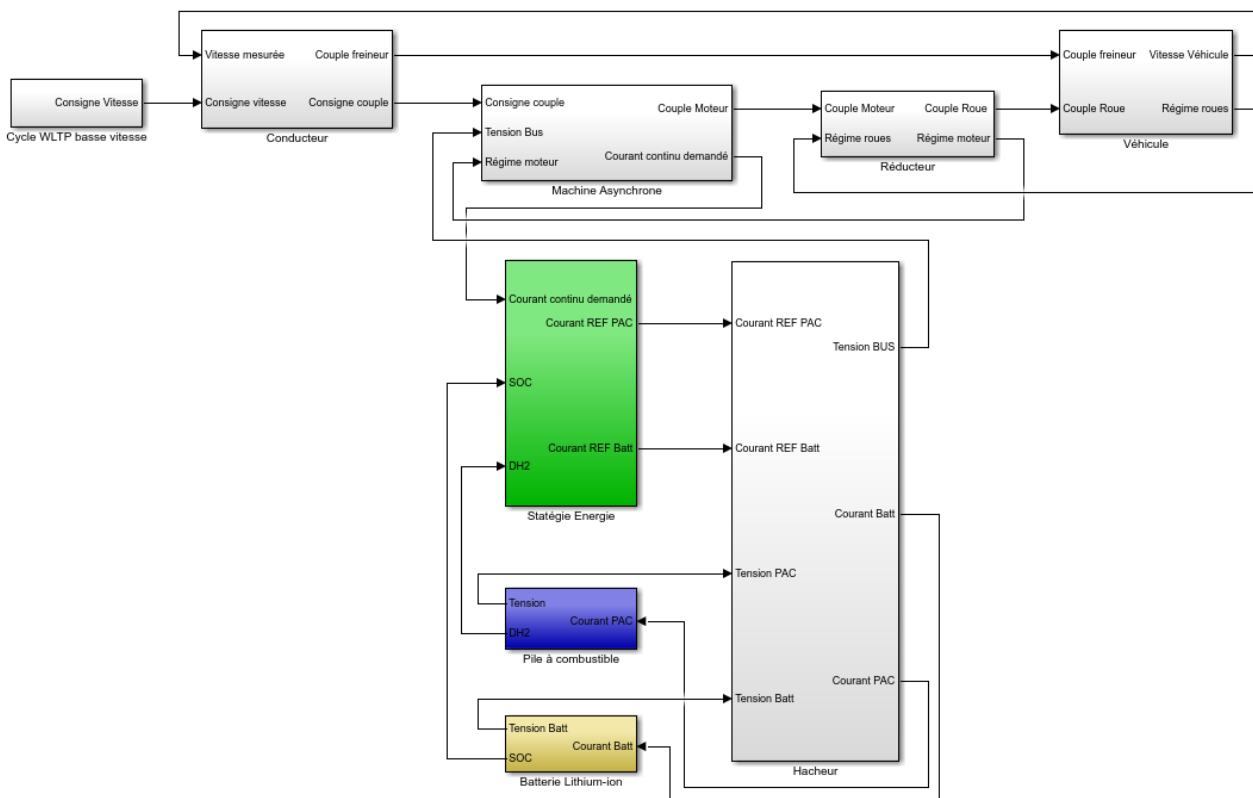 Vitesse mesurée
Couple freineur
Consigne vitesse
Consigne couple
Conducteur
Consigne Vitesse
Cycle WLTP basse vitesse
Consigne couple
Couple Moteur
Tension Bus
Régime moteur
Courant continu demandé
Machine Asynchrone
Couple Moteur
Couple Roue
Régime roues
Régime moteur
Réducteur
Couple freineur
Vitesse Véhicule
Couple Roue
Régime roues
Véhicule
Courant continu demandé
Courant REF PAC
SOC
Courant REF Batt
DH2
Statégie Energie
Courant REF PAC
Tension BUS
Courant REF Batt
Courant Batt
Tension PAC
Courant PAC
Tension Batt
Hacheur
Tension
Courant PAC
DH2
Pile à combustible
Tension Batt
Courant Batt
SOC
Batterie Lithium-ion